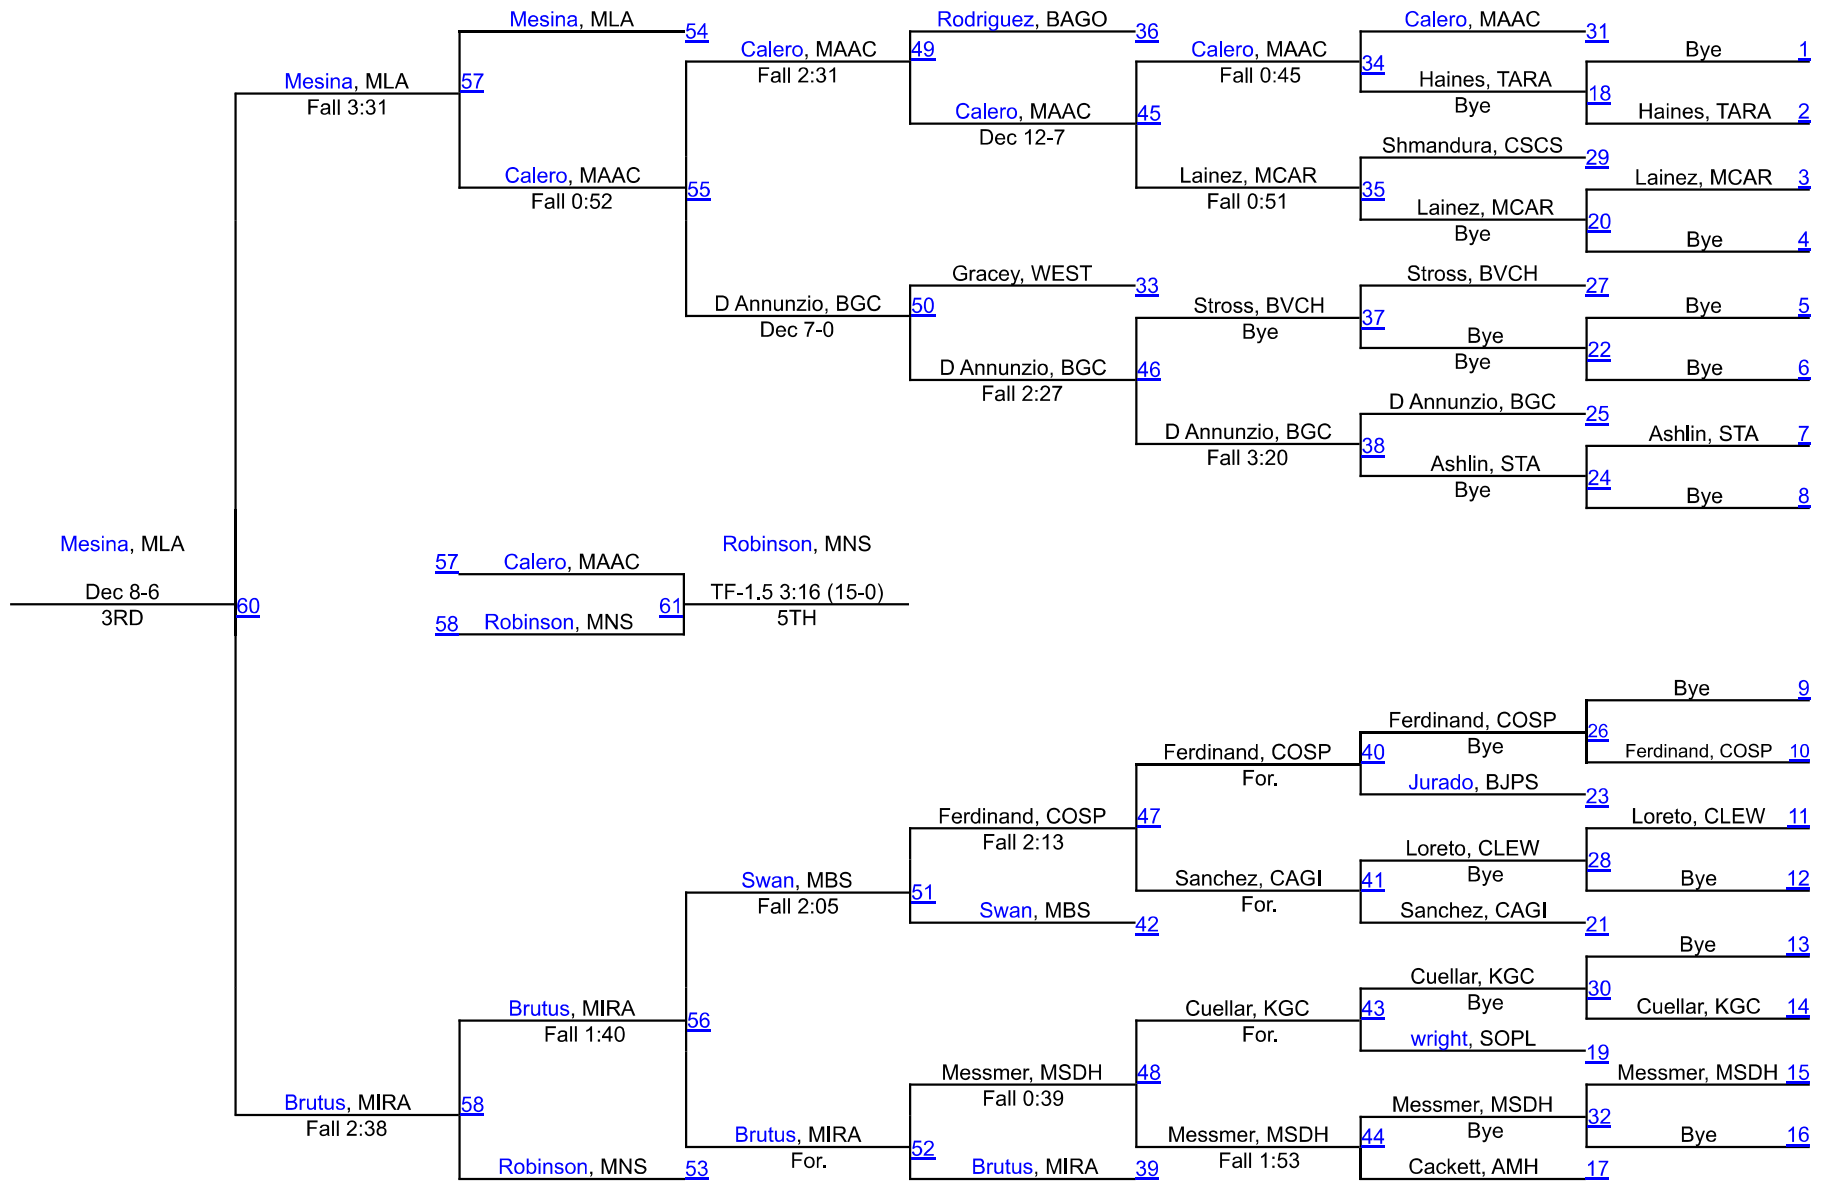 Mesina, MLA
54
Rodriguez, BAGO
36
Calero, MAAC
31
Calero, MAAC
49
Calero, MAAC
Bye
1
Fall 2:31
Fall 0:45
34
Mesina, MLA
57
Haines, TARA
18
Fall 3:31
Bye
Calero, MAAC
45
Haines, TARA
2
Dec 12-7
Shmandura, CSCS
29
Calero, MAAC
55
Lainez, MCAR
35
Lainez, MCAR
3
Fall 0:52
Fall 0:51
Lainez, MCAR
20
Bye
Bye
4
Gracey, WEST
33
Stross, BVCH
27
D Annunzio, BGC
50
Stross, BVCH
37
Bye
5
Dec 7-0
Bye
Bye
22
Bye
D Annunzio, BGC
46
Bye
6
Fall 2:27
D Annunzio, BGC
25
D Annunzio, BGC
38
Ashlin, STA
7
Fall 3:20
Ashlin, STA
24
Bye
Bye
8
Mesina, MLA
Robinson, MNS
57
Calero, MAAC
Dec 8-6
60
61
TF-1.5 3:16 (15-0)
3RD
58
Robinson, MNS
5TH
Bye
9
Ferdinand, COSP
26
Bye
Ferdinand, COSP
40
Ferdinand, COSP
10
For.
Jurado, BJPS
23
Ferdinand, COSP
47
Loreto, CLEW
11
Fall 2:13
Loreto, CLEW
28
Bye
Swan, MBS
51
Sanchez, CAGI
41
Bye
12
Fall 2:05
For.
Swan, MBS
42
Sanchez, CAGI
21
Bye
13
Cuellar, KGC
30
Bye
Brutus, MIRA
56
Cuellar, KGC
43
Cuellar, KGC
14
Fall 1:40
For.
wright, SOPL
19
Messmer, MSDH
48
Messmer, MSDH
15
Fall 0:39
Brutus, MIRA
58
Messmer, MSDH
32
Fall 2:38
Bye
Brutus, MIRA
52
Messmer, MSDH
44
Bye
16
For.
Fall 1:53
Robinson, MNS
53
Brutus, MIRA
39
Cackett, AMH
17